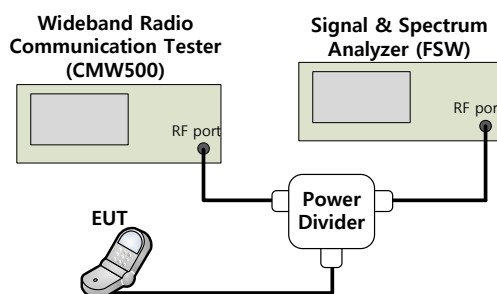 Wideband Radio
Communication Tester
(CMW500)
Signal & Spectrum
Analyzer (FSW)
RF port
RF port
Power
Divider
EUT